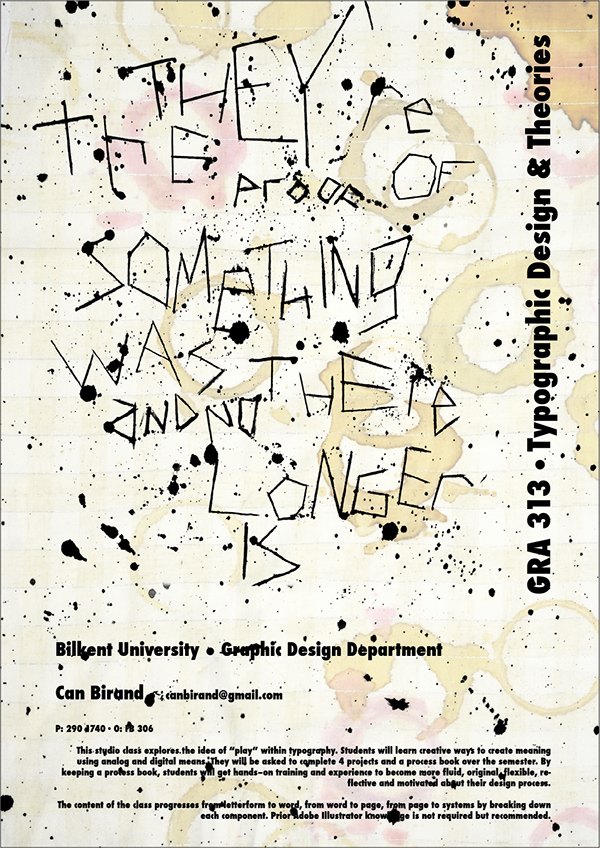 THEY're
thE
prooF OF
SOMeTHING
WAS THEre
aND NO
LONGEr
IS
GRA 313 • Typographic Design & Theories
Bilkent University • Graphic Design Department
Can Birand canbirand@gmail.com
P: 290 1740 • O: FB 306
This studio class explores the idea of "play" within typography. Students will learn creative ways to create meaning
using analog and digital means. They will be asked to complete 4 projects and a process book over the semester. By
keeping a process book, students will get hands-on training and experience to become more fluid, original, flexible, re-
flective and motivated about their design process.
The content of the class progresses from letterform to word, from word to page, from page to systems by breaking down
each component. Prior Adobe Illustrator knowledge is not required but recommended.